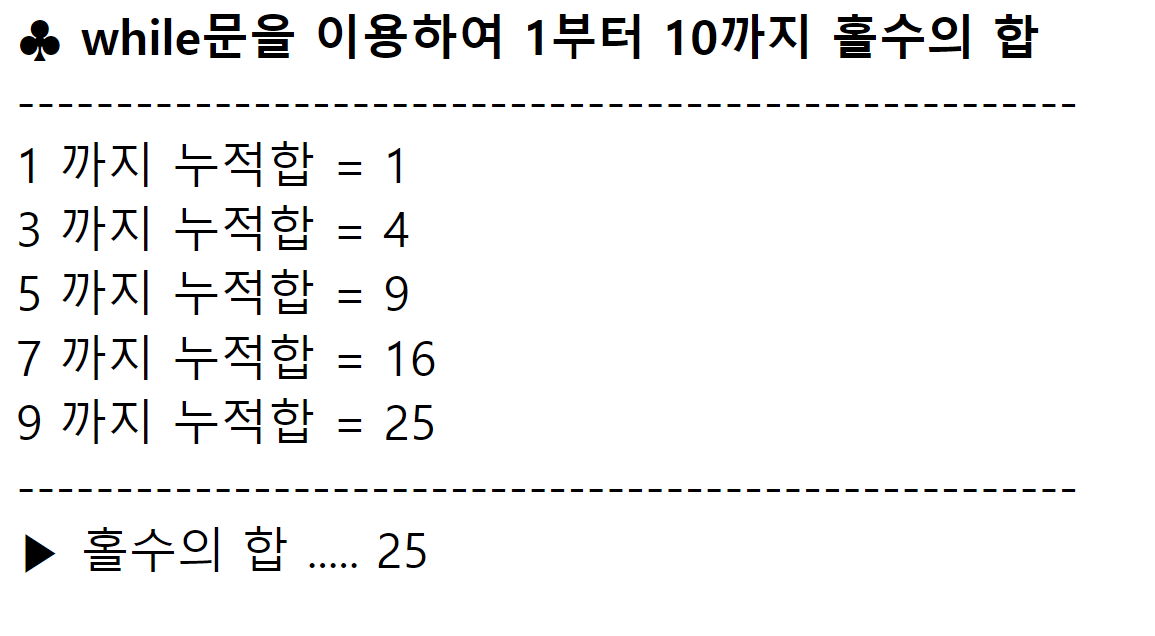 ♣ while문을 이용하여 1부터 10까지 홀수의 합
------------------------------------------------------
1 까지 누적합 = 1
3 까지 누적합 = 4
5 까지 누적합 = 9
7 까지 누적합 = 16
9 까지 누적합 = 25
------------------------------------------------------
▶ 홀수의 합 ..... 25